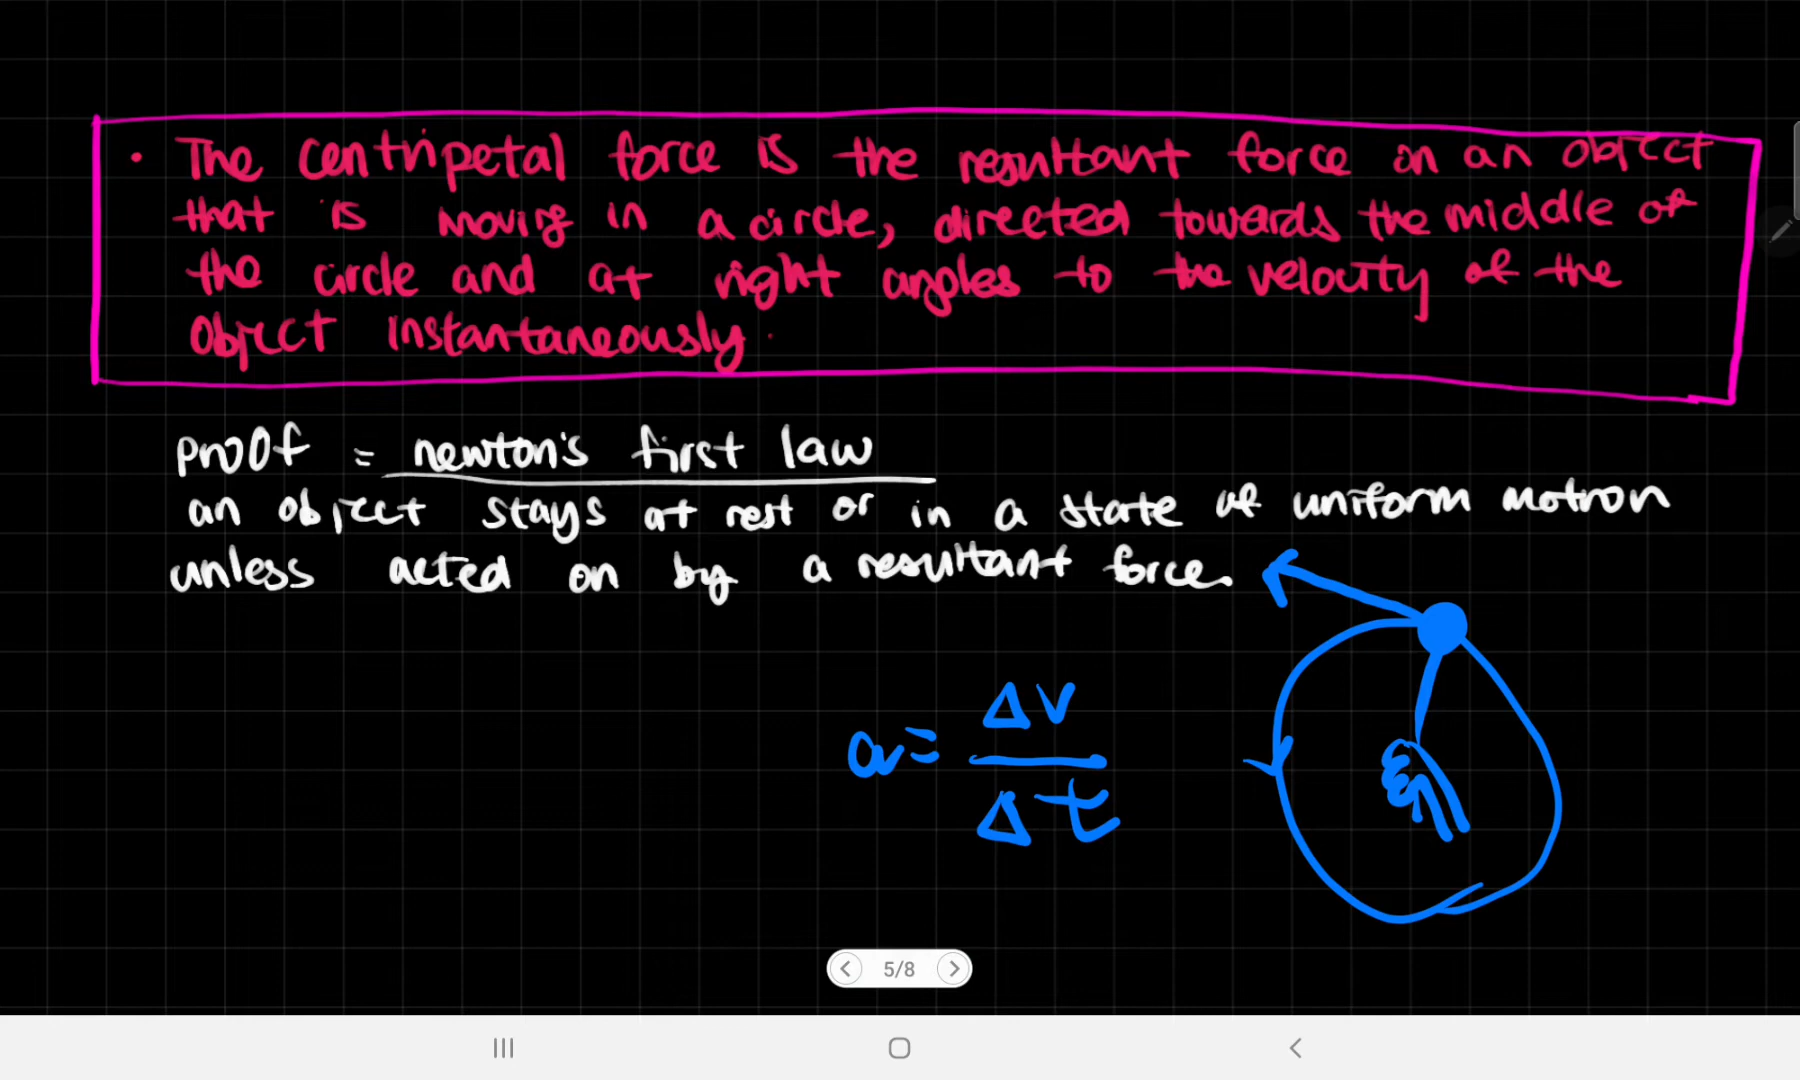 • The centripetal force is the resultant force on an object
that is moving in a circle, directed towards the middle of
the circle and at right angles to the velocity of the
object instantaneously.
proof = newton's first law
an object stays at rest or in a state of uniform motion
unless acted on by a resultant force.
a = Δv
Δt
5/8